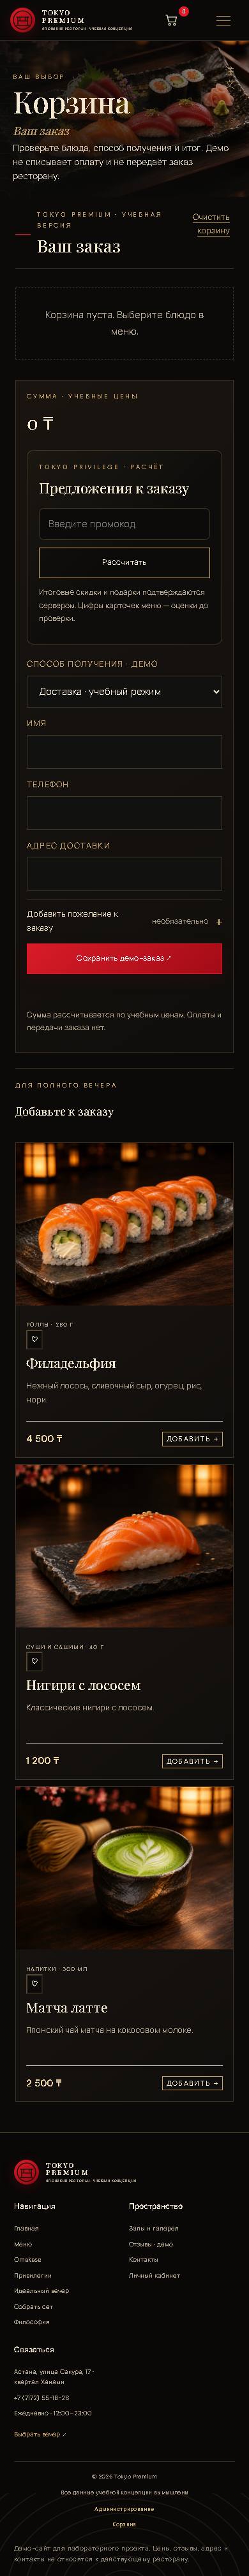 TOKYO
PREMIUM
ЯПОНСКИЙ РЕСТОРАН · УЧЕБНАЯ КОНЦЕПЦИЯ
0
ВАШ ВЫБОР
Корзина
Ваш заказ
Проверьте блюда, способ получения и итог. Демо
не списывает оплату и не передаёт заказ
ресторану.
TOKYO PREMIUM · УЧЕБНАЯ
ВЕРСИЯ
Ваш заказ
Очистить
корзину
Корзина пуста. Выберите блюдо в
меню.
СУММА · УЧЕБНЫЕ ЦЕНЫ
0 ₸
TOKYO PRIVILEGE · РАСЧЁТ
Предложения к заказу
Введите промокод
Рассчитать
Итоговые скидки и подарки подтверждаются
сервером. Цифры карточек меню — оценки до
проверки.
СПОСОБ ПОЛУЧЕНИЯ · ДЕМО
Доставка · учебный режим
ИМЯ
ТЕЛЕФОН
АДРЕС ДОСТАВКИ
Добавить пожелание к
заказу
необязательно +
Сохранить демо-заказ ↗
Сумма рассчитывается по учебным ценам. Оплаты и
передачи заказа нет.
ДЛЯ ПОЛНОГО ВЕЧЕРА
Добавьте к заказу
РОЛЛЫ · 280 Г
♡
Филадельфия
Нежный лосось, сливочный сыр, огурец, рис,
нори.
4 500 ₸
ДОБАВИТЬ +
СУШИ И САШИМИ · 40 Г
♡
Нигири с лососем
Классические нигири с лососем.
1 200 ₸
ДОБАВИТЬ +
НАПИТКИ · 300 МЛ
♡
Матча латте
Японский чай матча на кокосовом молоке.
2 500 ₸
ДОБАВИТЬ +
TOKYO
PREMIUM
ЯПОНСКИЙ РЕСТОРАН · УЧЕБНАЯ КОНЦЕПЦИЯ
Навигация
Главная
Меню
Omakase
Привилегии
Идеальный вечер
Собрать сет
Философия
Пространство
Залы и галерея
Отзывы · демо
Контакты
Личный кабинет
Связаться
Астана, улица Сакура, 17 ·
квартал Ханами
+7 (7172) 55-18-26
Ежедневно · 12:00–23:00
Выбрать вечер ↗
© 2026 Tokyo Premium
Все данные учебной концепции вымышлены
Администрирование
Корзина
Демо-сайт для лабораторного проекта. Цены, отзывы, адрес и
контакты не относятся к действующему ресторану.